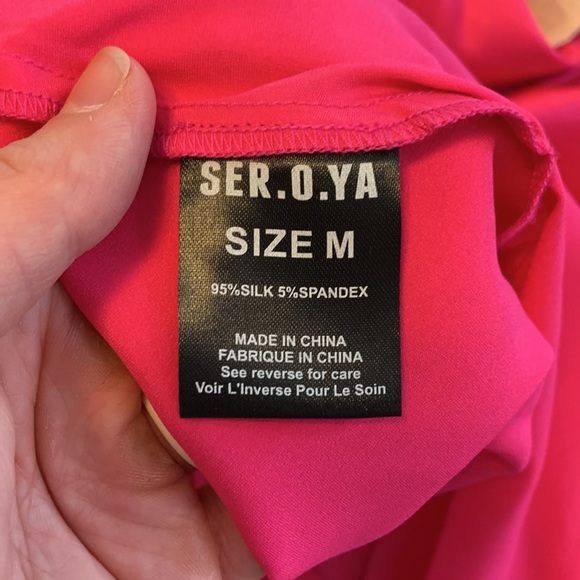 SER.O.YA
SIZE M
95%SILK 5%SPANDEX
MADE IN CHINA
FABRIQUE IN CHINA
See reverse for care
Voir L'Inverse Pour Le Soin